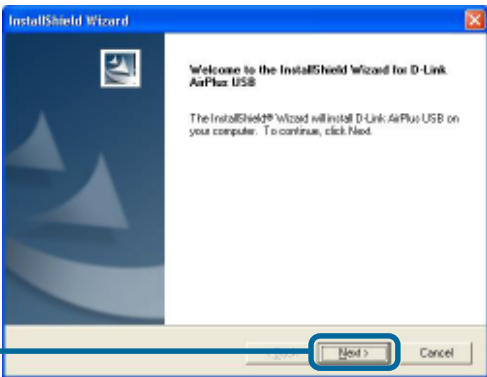 InstallShield Wizard
Welcome to the InstallShield Wizard for D-Link
AirPlus USB
The InstallShield® Wizard will install D-Link AirPlus USB on
your computer. To continue, click Next.
< Back
Next >
Cancel